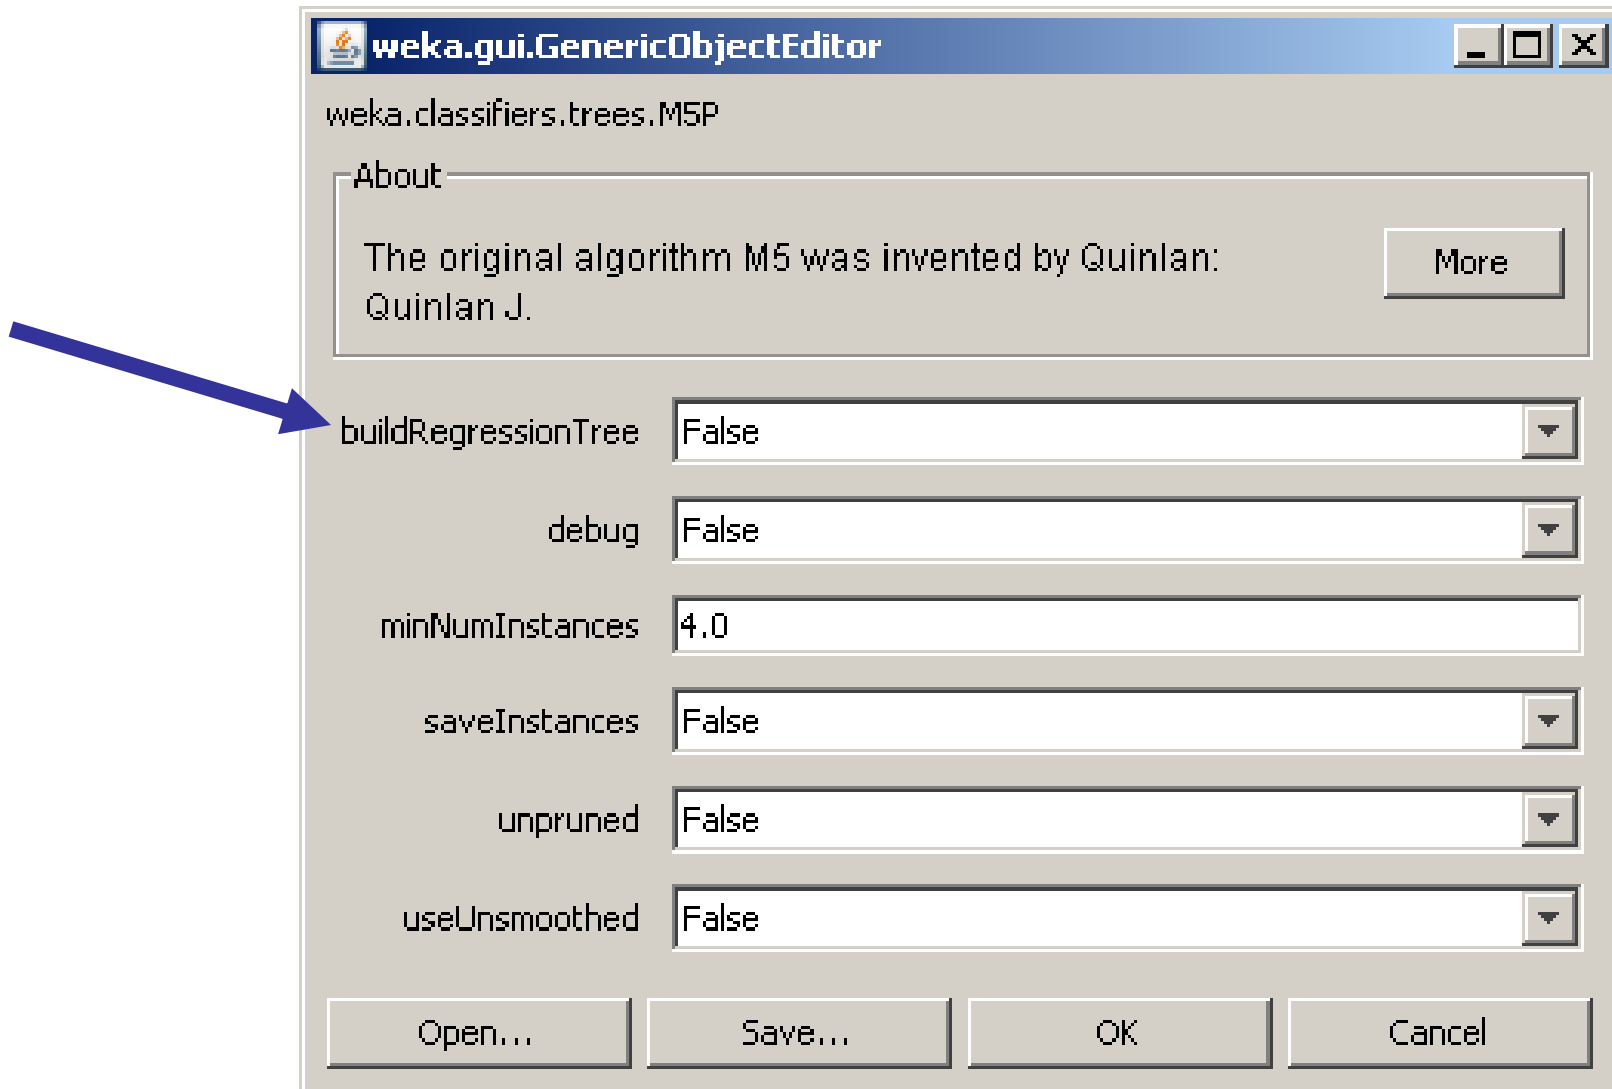 weka.gui.GenericObjectEditor
weka.classifiers.trees.M5P
About
The original algorithm M5 was invented by Quinlan:
Quinlan J.
More
buildRegressionTree False
debug False
minNumInstances 4.0
saveInstances False
unpruned False
useUnsmoothed False
Open... Save... OK Cancel